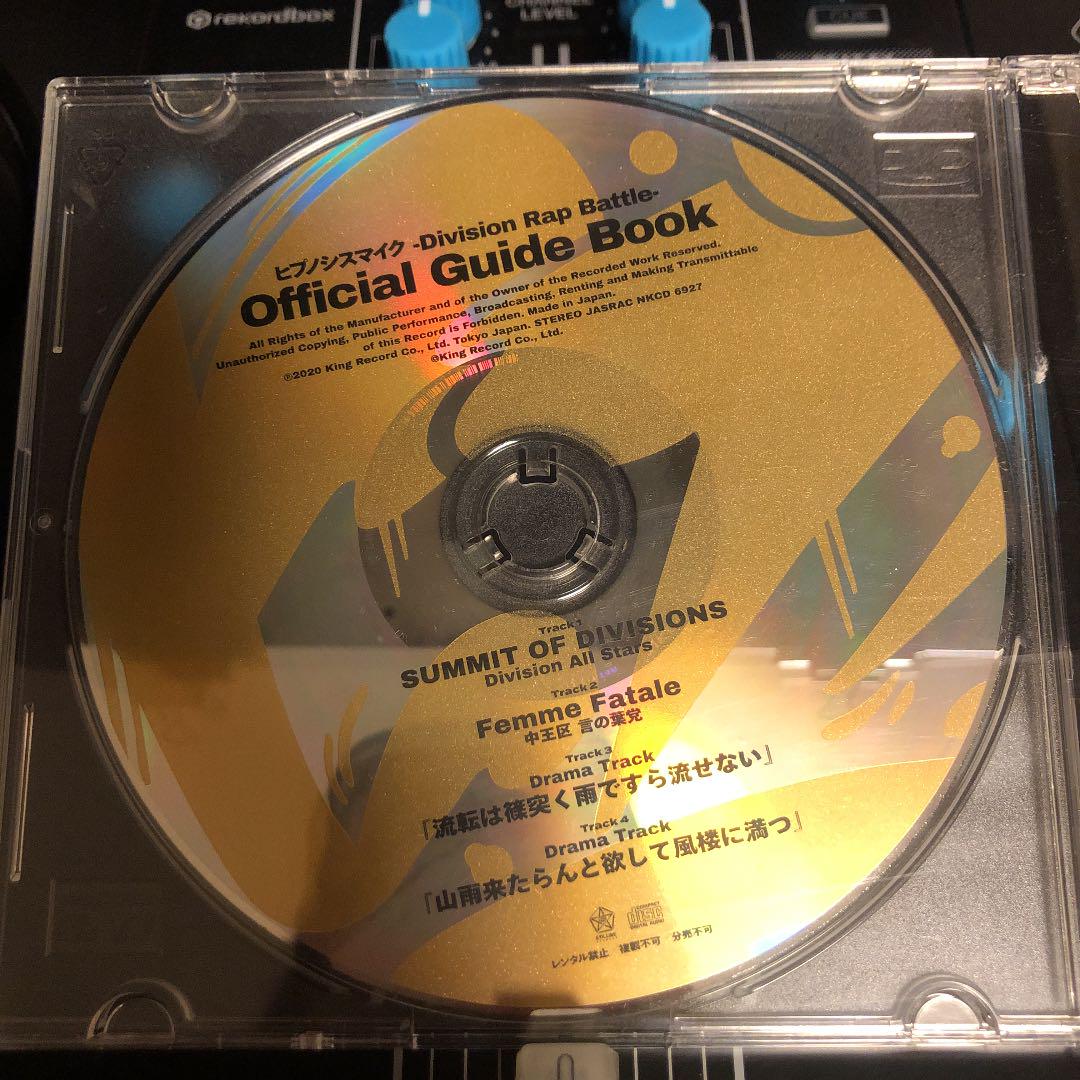 rekordbox
CHANNEL
LEVEL
ヒプノシスマイク -Division Rap Battle-
Official Guide Book
All Rights of the Manufacturer and of the Owner of the Recorded Work Reserved.
Unauthorized Copying, Public Performance, Broadcasting, Renting and Making Transmittable
of this Record is Forbidden. Made in Japan.
℗2020 King Record Co., Ltd. Tokyo Japan. STEREO JASRAC NKCD 6927
©King Record Co., Ltd.
Track 1
SUMMIT OF DIVISIONS
Division All Stars
Track 2
Femme Fatale
中王区 言の葉党
Track 3
Drama Track
『流転は篠突く雨ですら流せない』
Track 4
Drama Track
『山雨来たらんと欲して風楼に満つ』
COMPACT
disc
DIGITAL AUDIO
レンタル禁止 複製不可 分売不可